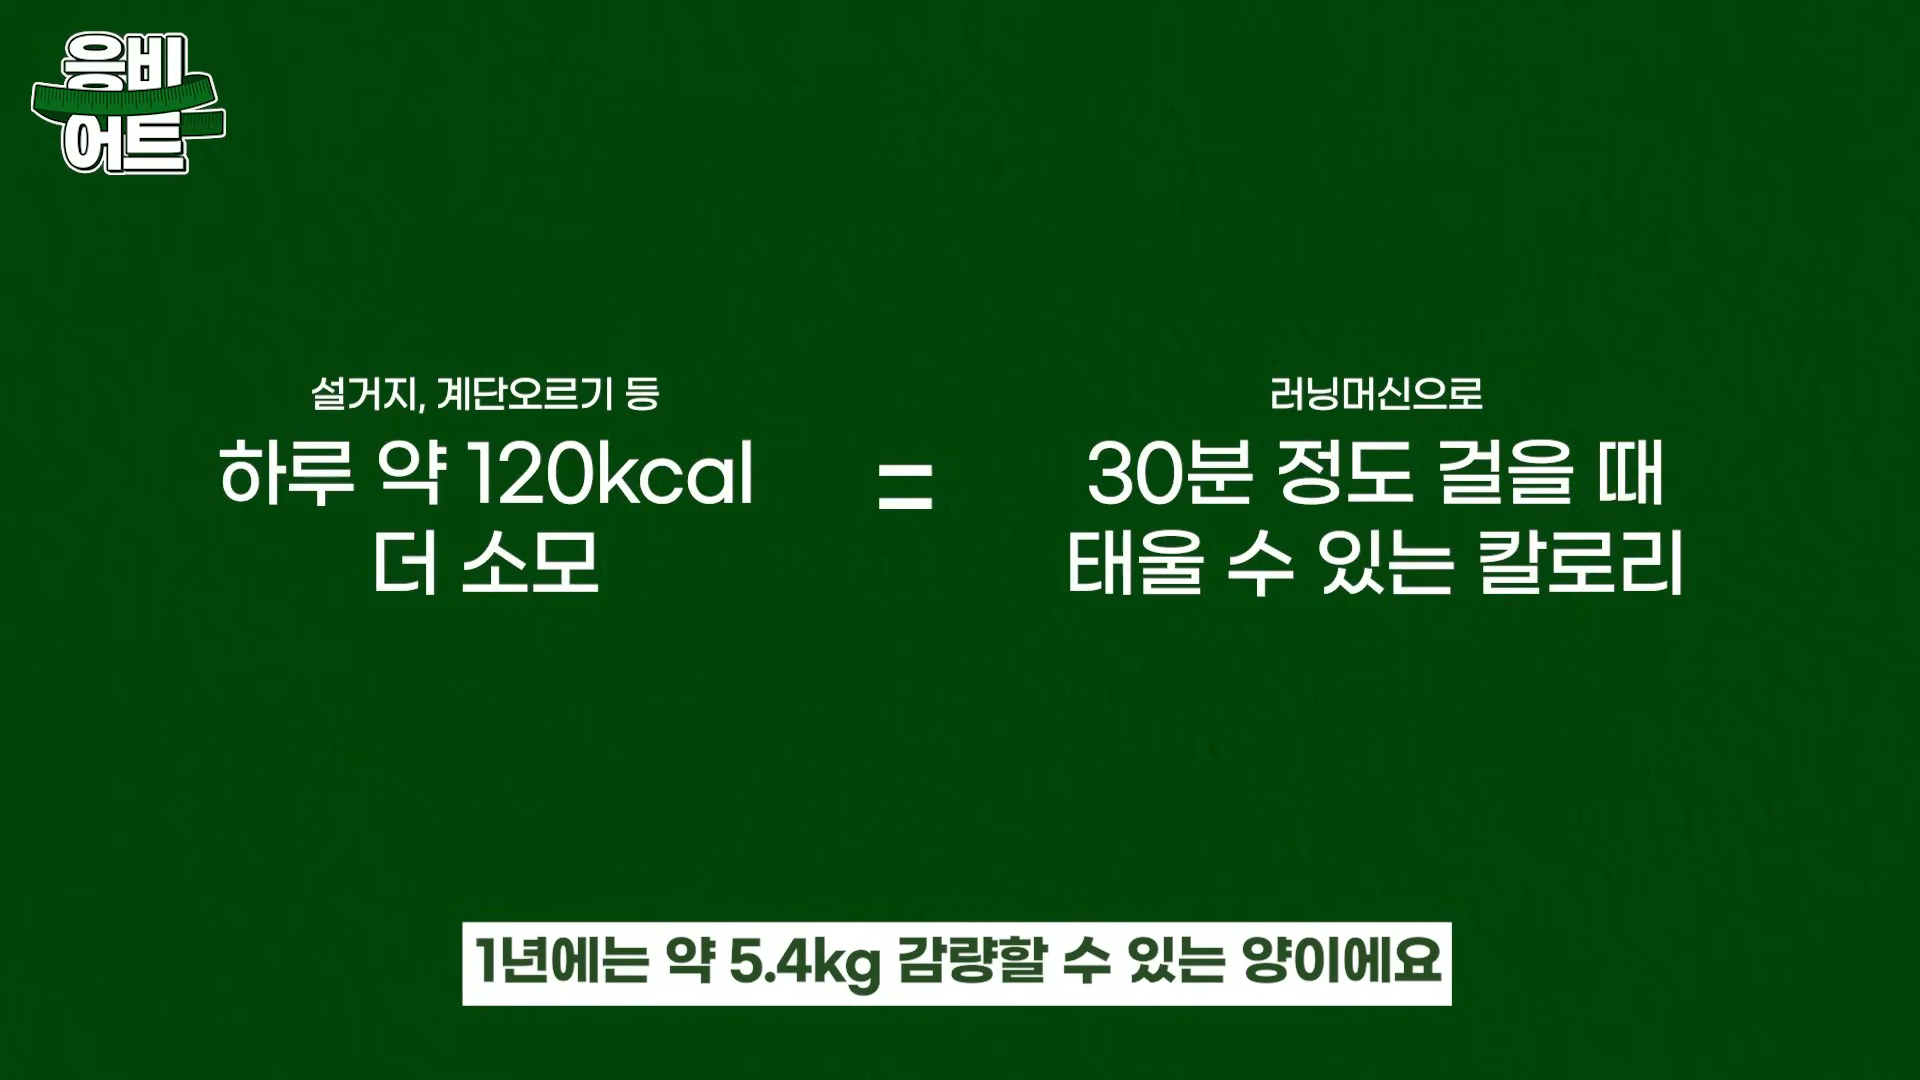 응비
어트
설거지, 계단오르기 등
하루 약 120kcal
더 소모
=
러닝머신으로
30분 정도 걸을 때
태울 수 있는 칼로리
1년에는 약 5.4kg 감량할 수 있는 양이에요